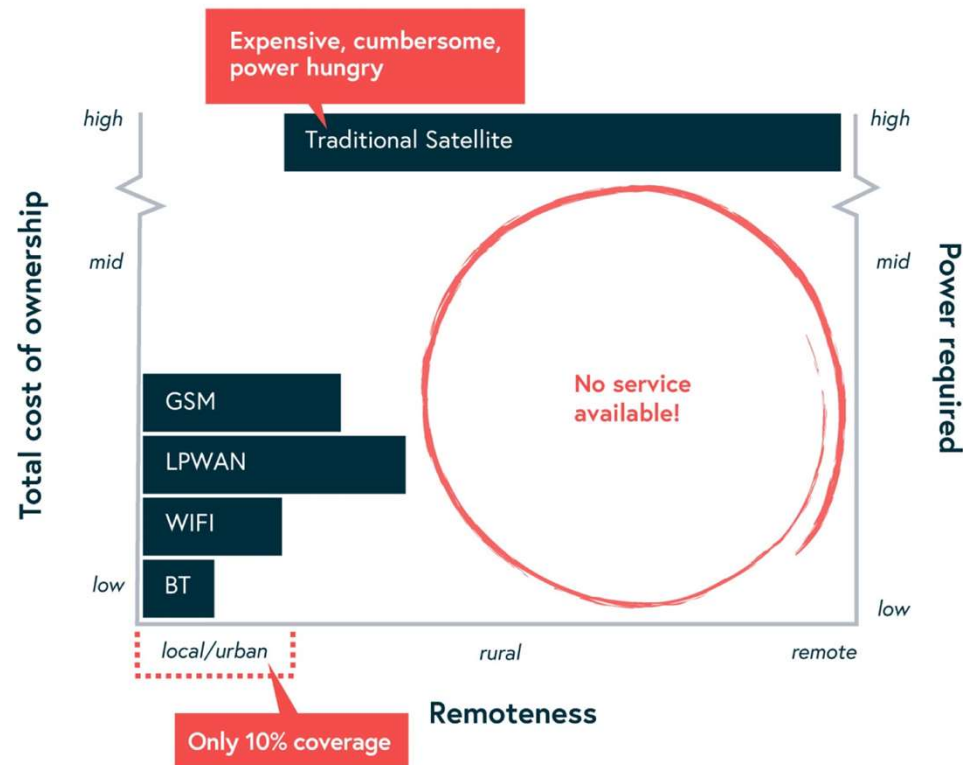 Expensive, cumbersome,
power hungry
high
high
Traditional Satellite
mid
mid
Total cost of ownership
Power required
GSM
No service
available!
LPWAN
WIFI
BT
low
low
local/urban
rural
remote
Remoteness
Only 10% coverage